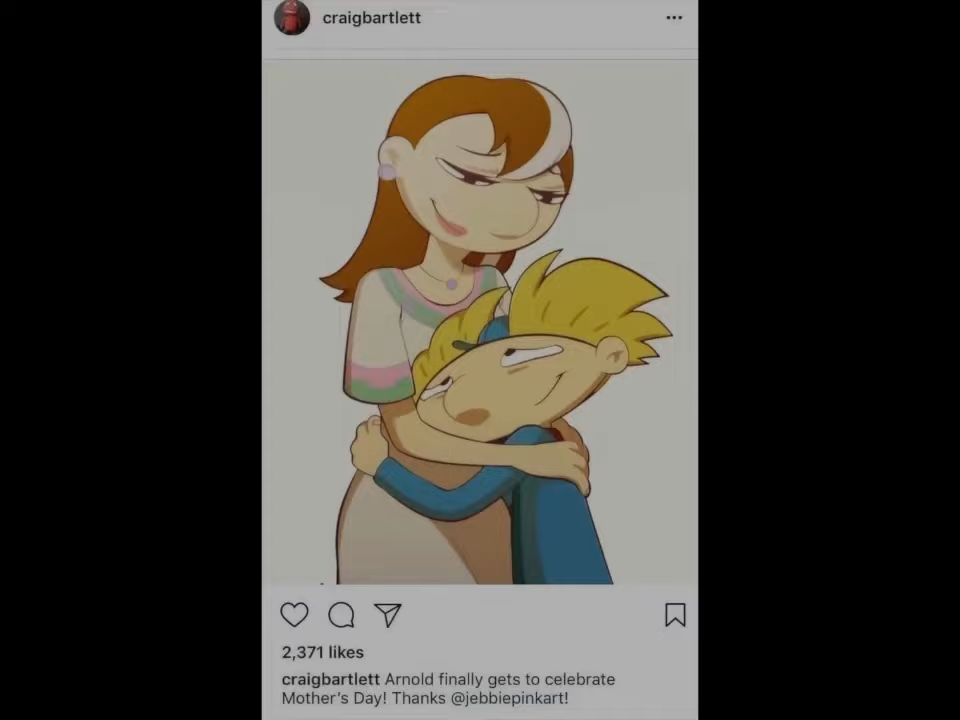 craigbartlett
2,371 likes
craigbartlett Arnold finally gets to celebrate
Mother's Day! Thanks @jebbiepinkart!